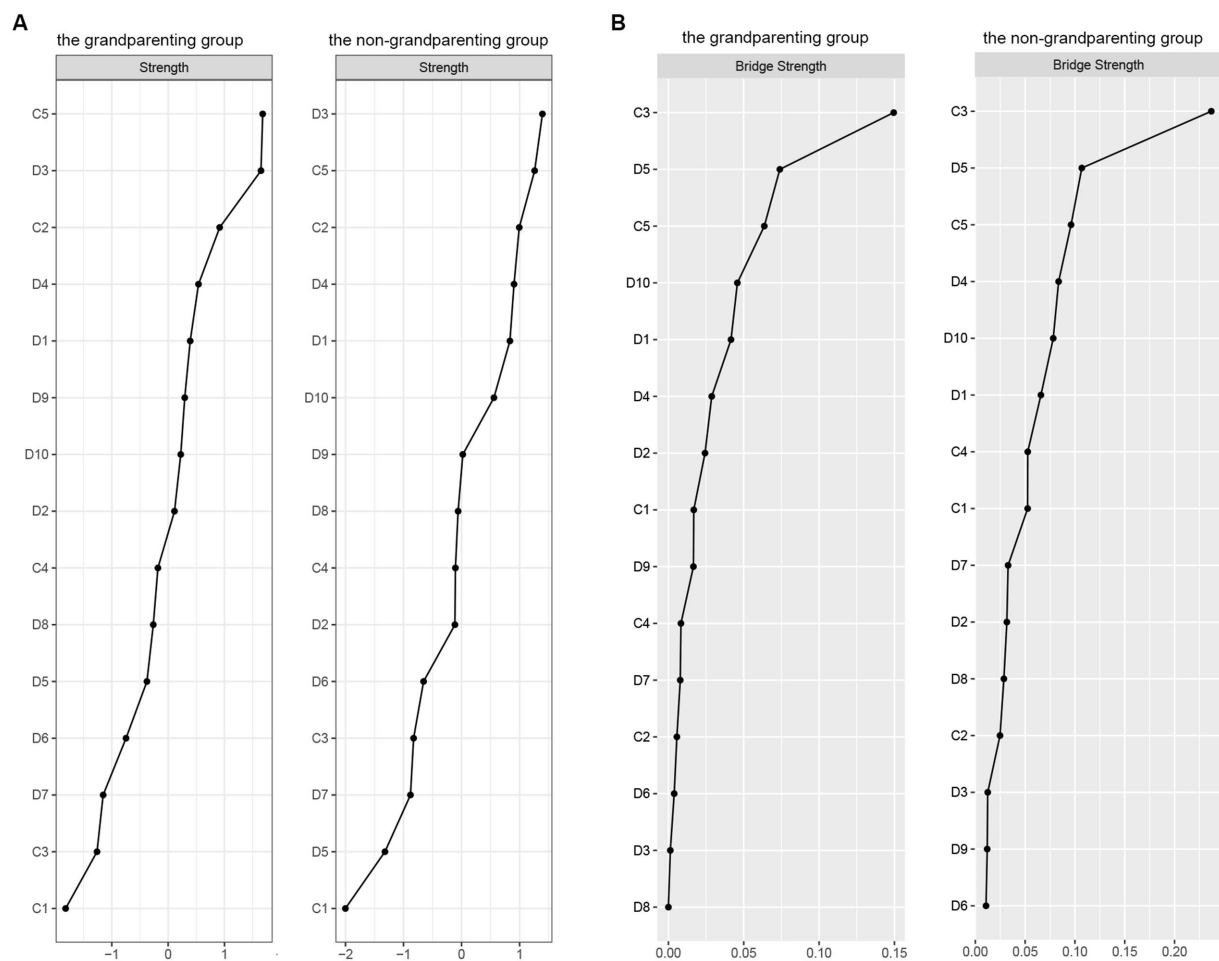 A
the grandparenting group
Strength
C5
D3
C2
D4
D1
D9
D10
D2
C4
D8
D5
D6
D7
C3
C1
−1
0
1
the non-grandparenting group
Strength
D3
C5
C2
D4
D1
D10
D9
D8
C4
D2
D6
C3
D7
D5
C1
−2
−1
0
1
B
the grandparenting group
Bridge Strength
C3
D5
C5
D10
D1
D4
D2
C1
D9
C4
D7
C2
D6
D3
D8
0.00
0.05
0.10
0.15
the non-grandparenting group
Bridge Strength
C3
D5
C5
D4
D10
D1
C4
C1
D7
D2
D8
C2
D3
D9
D6
0.00
0.05
0.10
0.15
0.20